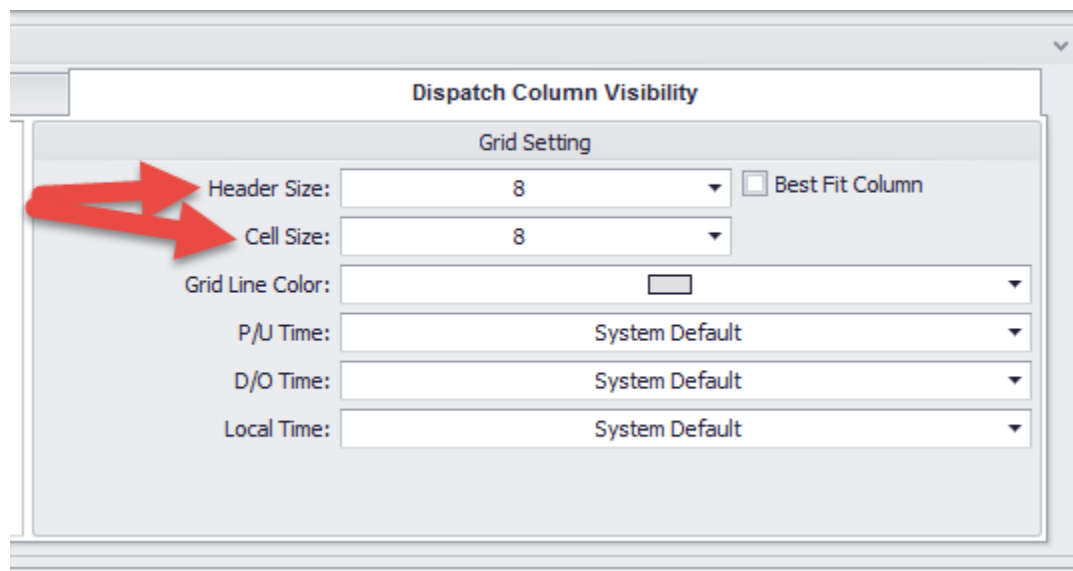 Dispatch Column Visibility
Grid Setting
Header Size: 8 Best Fit Column
Cell Size: 8
Grid Line Color:
P/U Time: System Default
D/O Time: System Default
Local Time: System Default